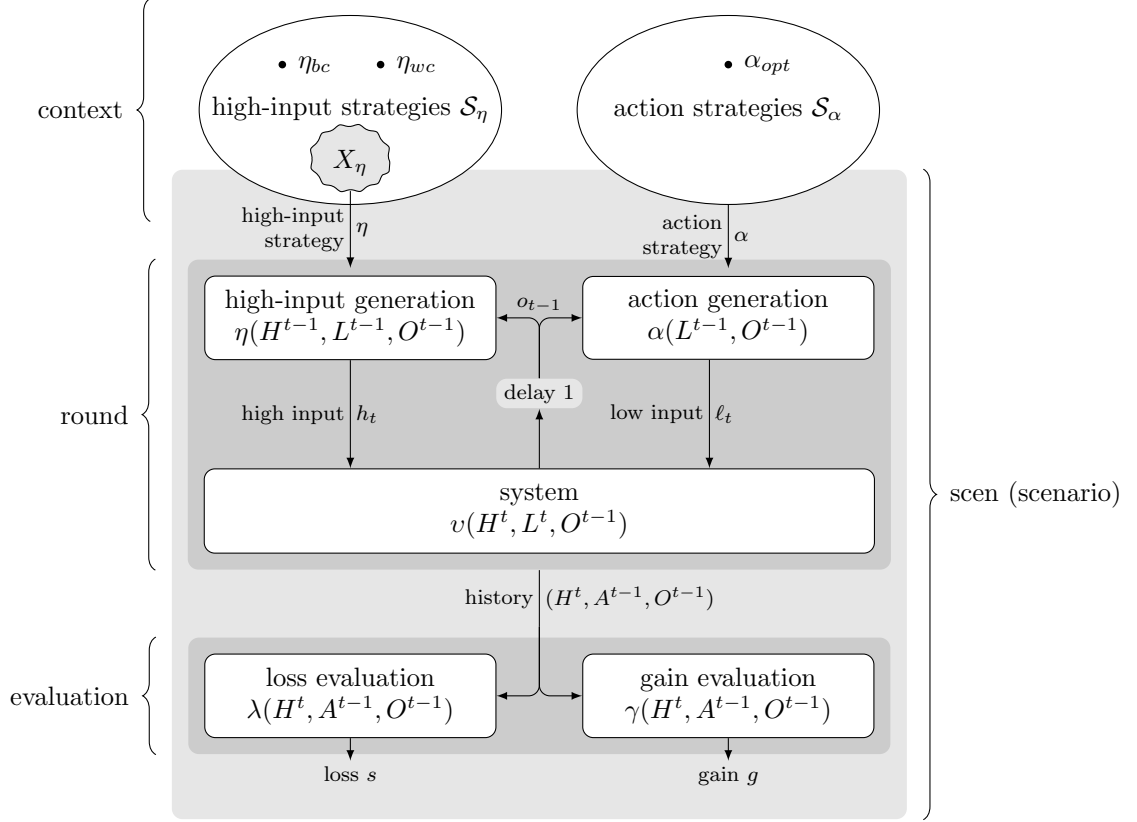 η_bc η_wc
α_opt
context
high-input strategies 𝒮_η
action strategies 𝒮_α
X_η
high-input
strategy η
action
strategy α
high-input generation
η(H^{t−1}, L^{t−1}, O^{t−1})
o_{t−1}
action generation
α(L^{t−1}, O^{t−1})
delay 1
round
high input h_t
low input ℓ_t
system
υ(H^t, L^t, O^{t−1})
scen (scenario)
history (H^t, A^{t−1}, O^{t−1})
evaluation
loss evaluation
λ(H^t, A^{t−1}, O^{t−1})
gain evaluation
γ(H^t, A^{t−1}, O^{t−1})
loss s
gain g